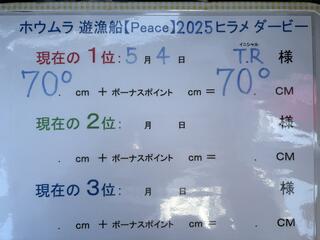 ホウムラ 遊漁船【Peace】2025ヒラメダービー
イニシャル
現在の 1位: 5 月 4 日 T.R 様
70.0 cm + ボーナスポイント cm = 70.0 CM
現在の 2位: 月 日 様
. cm + ボーナスポイント . cm = . CM
現在の 3位: 月 日 様
. cm + ボーナスポイント . cm = . CM